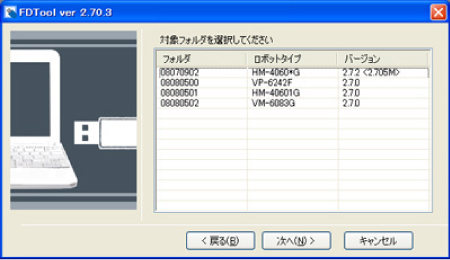 FDTool ver 2.70.3
対象フォルダを選択してください
フォルダ ロボットタイプ バージョン
08070902 HM-4060*G 2.7.2 <2.705M>
08080500 VP-6242F 2.7.0
08080501 HM-40601G 2.7.0
08080502 VM-6083G 2.7.0
< 戻る(B) 次へ(N) > キャンセル